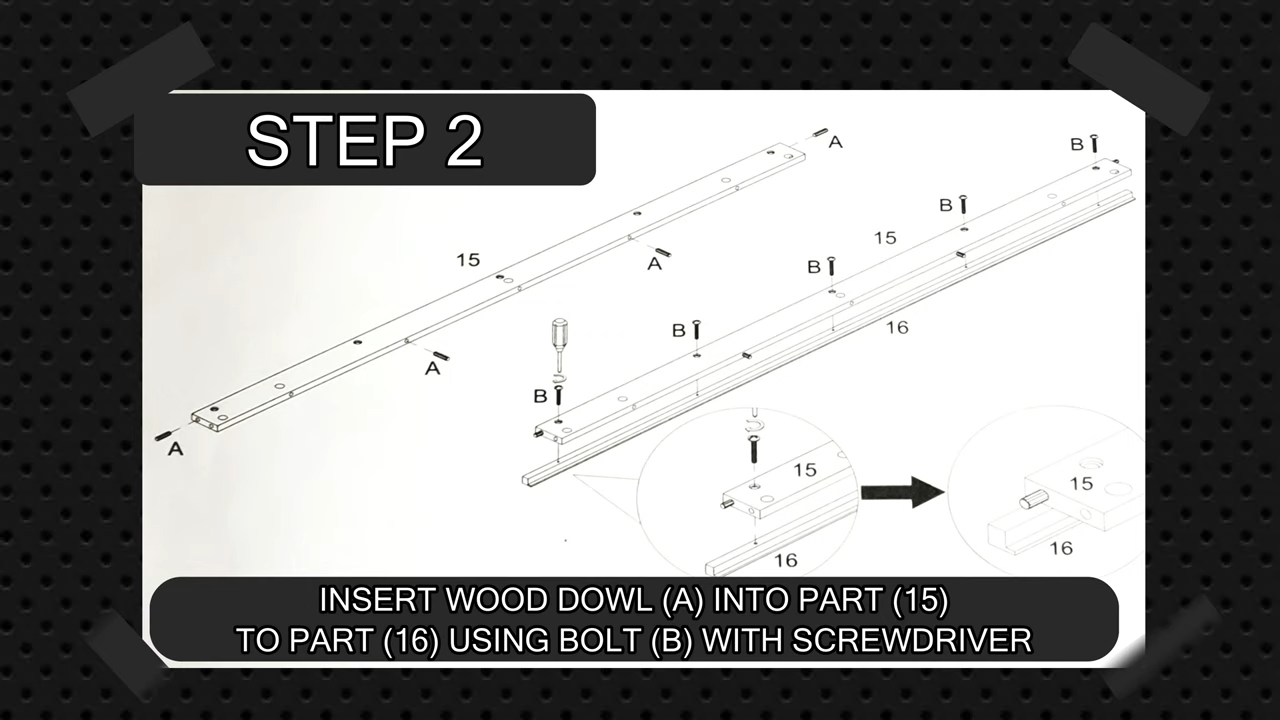 STEP 2
A
B
B
15
15
A
B
16
A
B
B
A
15
15
16
16
INSERT WOOD DOWL (A) INTO PART (15)
TO PART (16) USING BOLT (B) WITH SCREWDRIVER